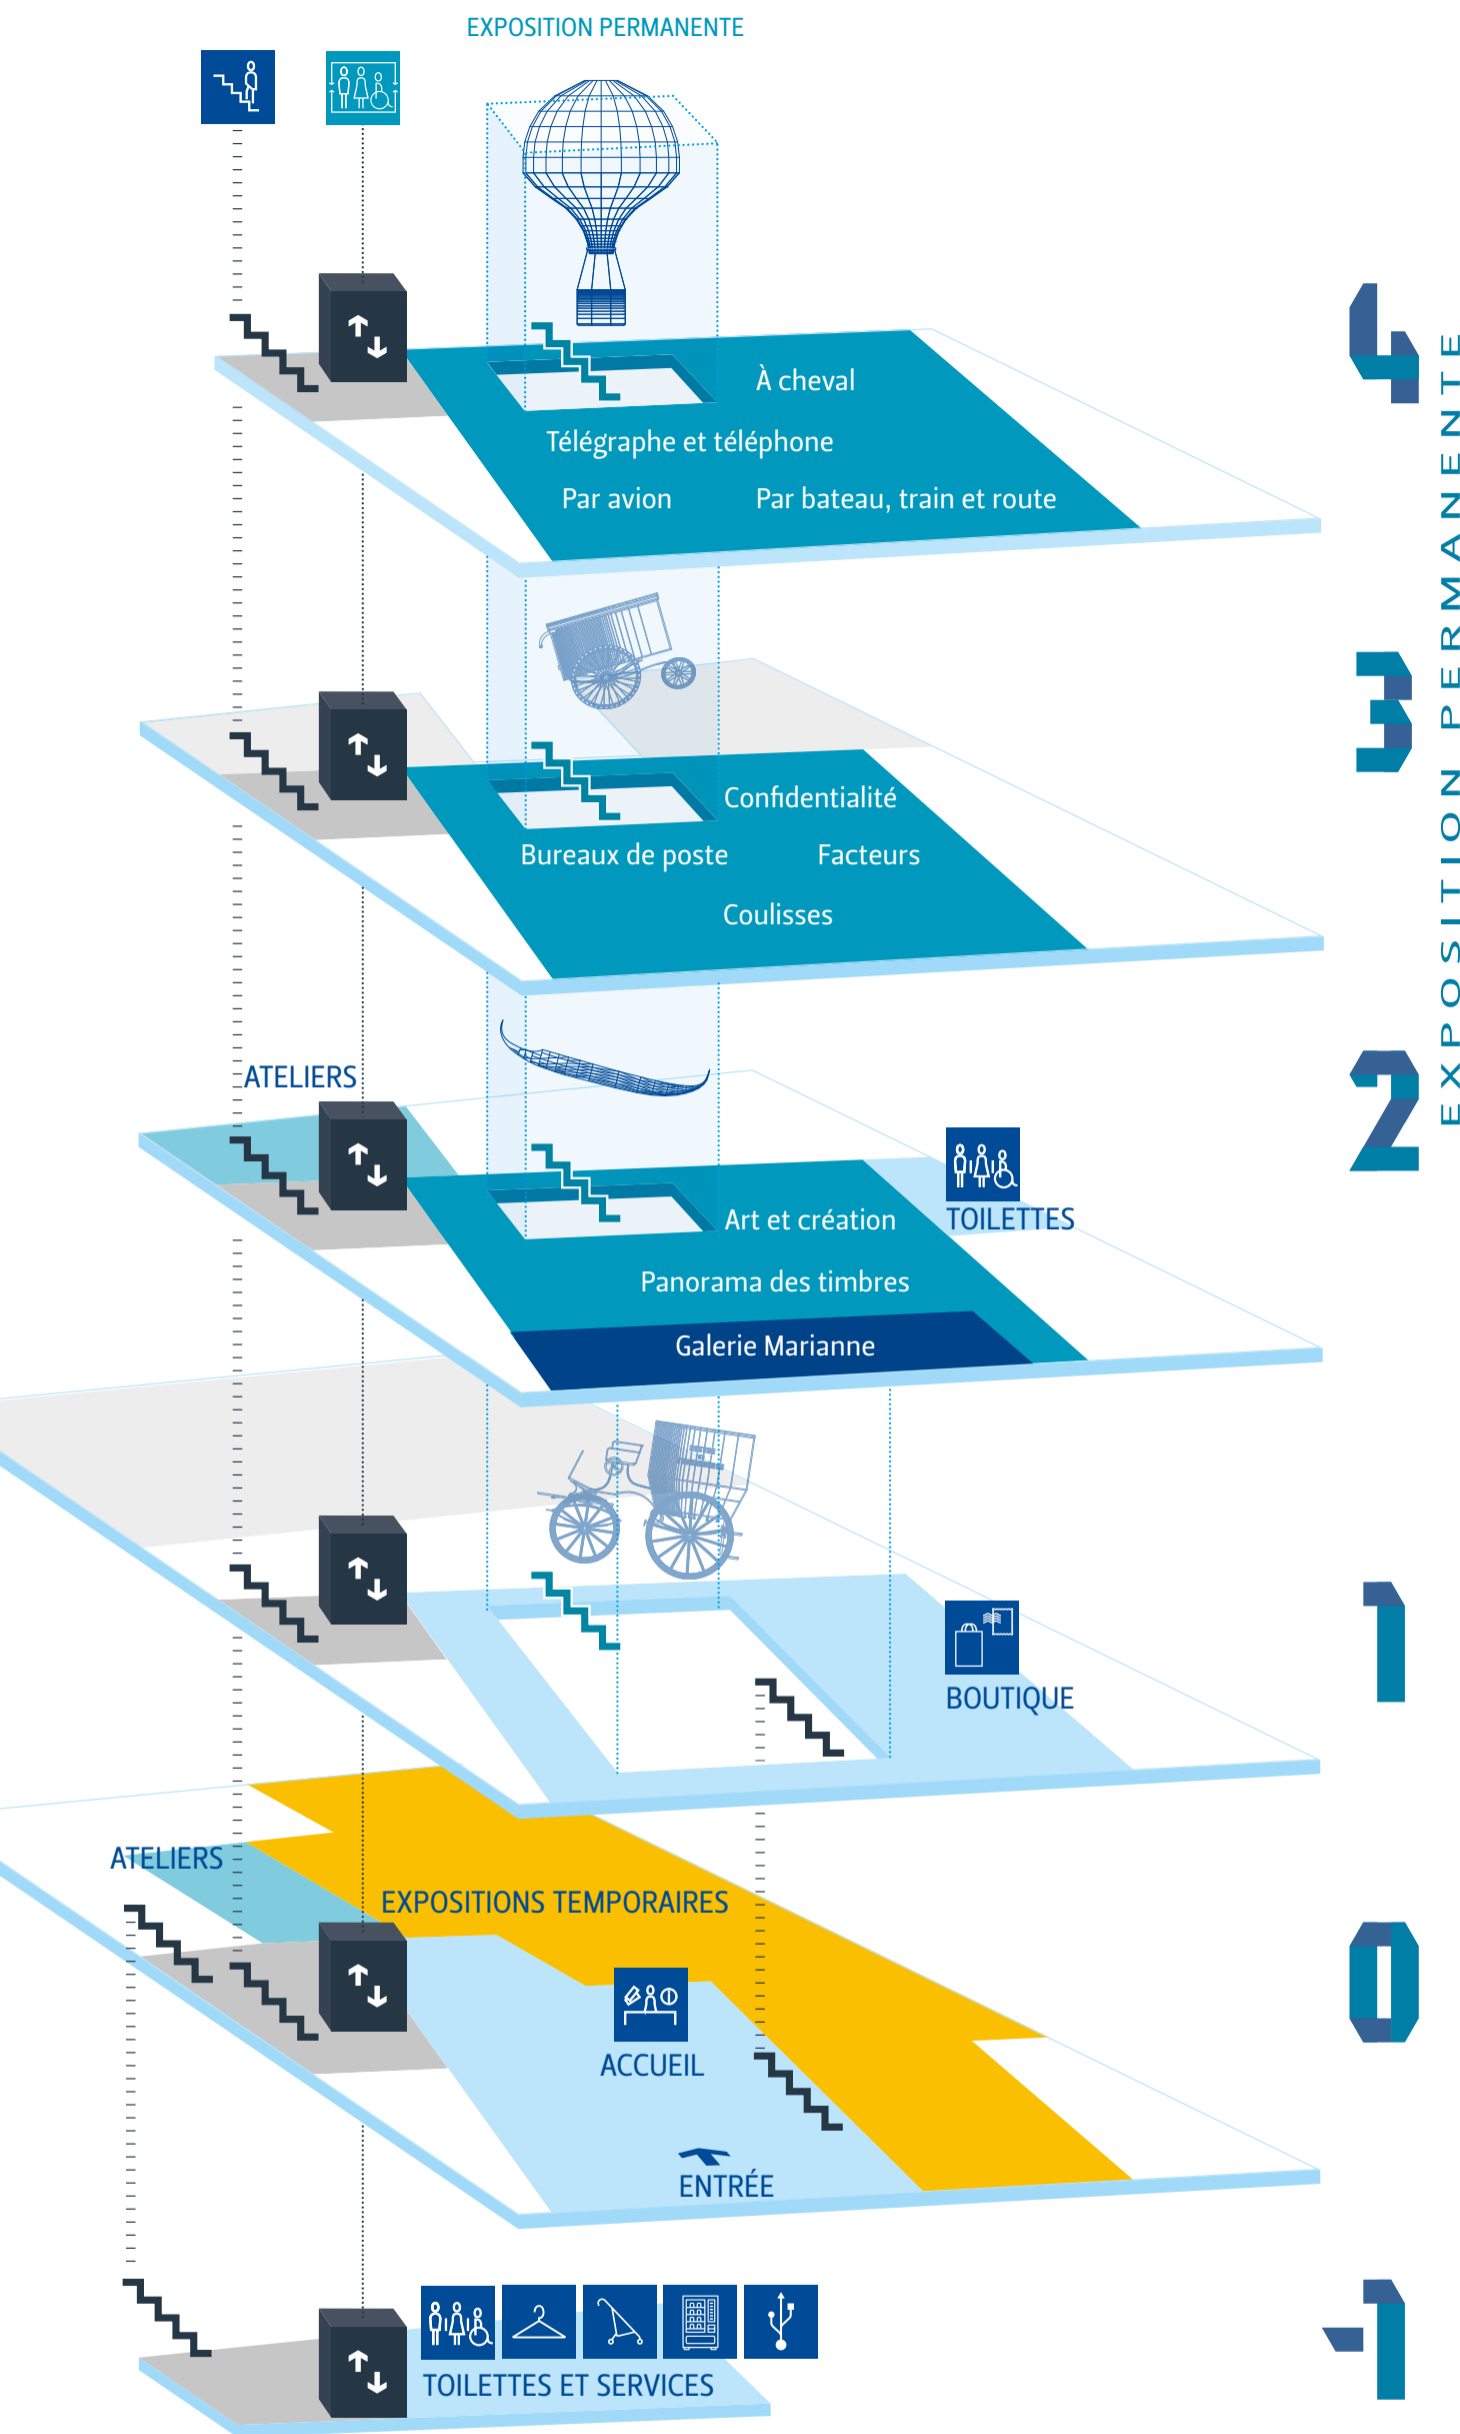 EXPOSITION PERMANENTE
4
À cheval
Télégraphe et téléphone
Par avion
Par bateau, train et route
EXPOSITION PERMANENTE
3
Confidentialité
Bureaux de poste
Facteurs
Coulisses
2
ATELIERS
TOILETTES
Art et création
Panorama des timbres
Galerie Marianne
1
BOUTIQUE
0
ATELIERS
EXPOSITIONS TEMPORAIRES
ACCUEIL
ENTRÉE
-1
TOILETTES ET SERVICES